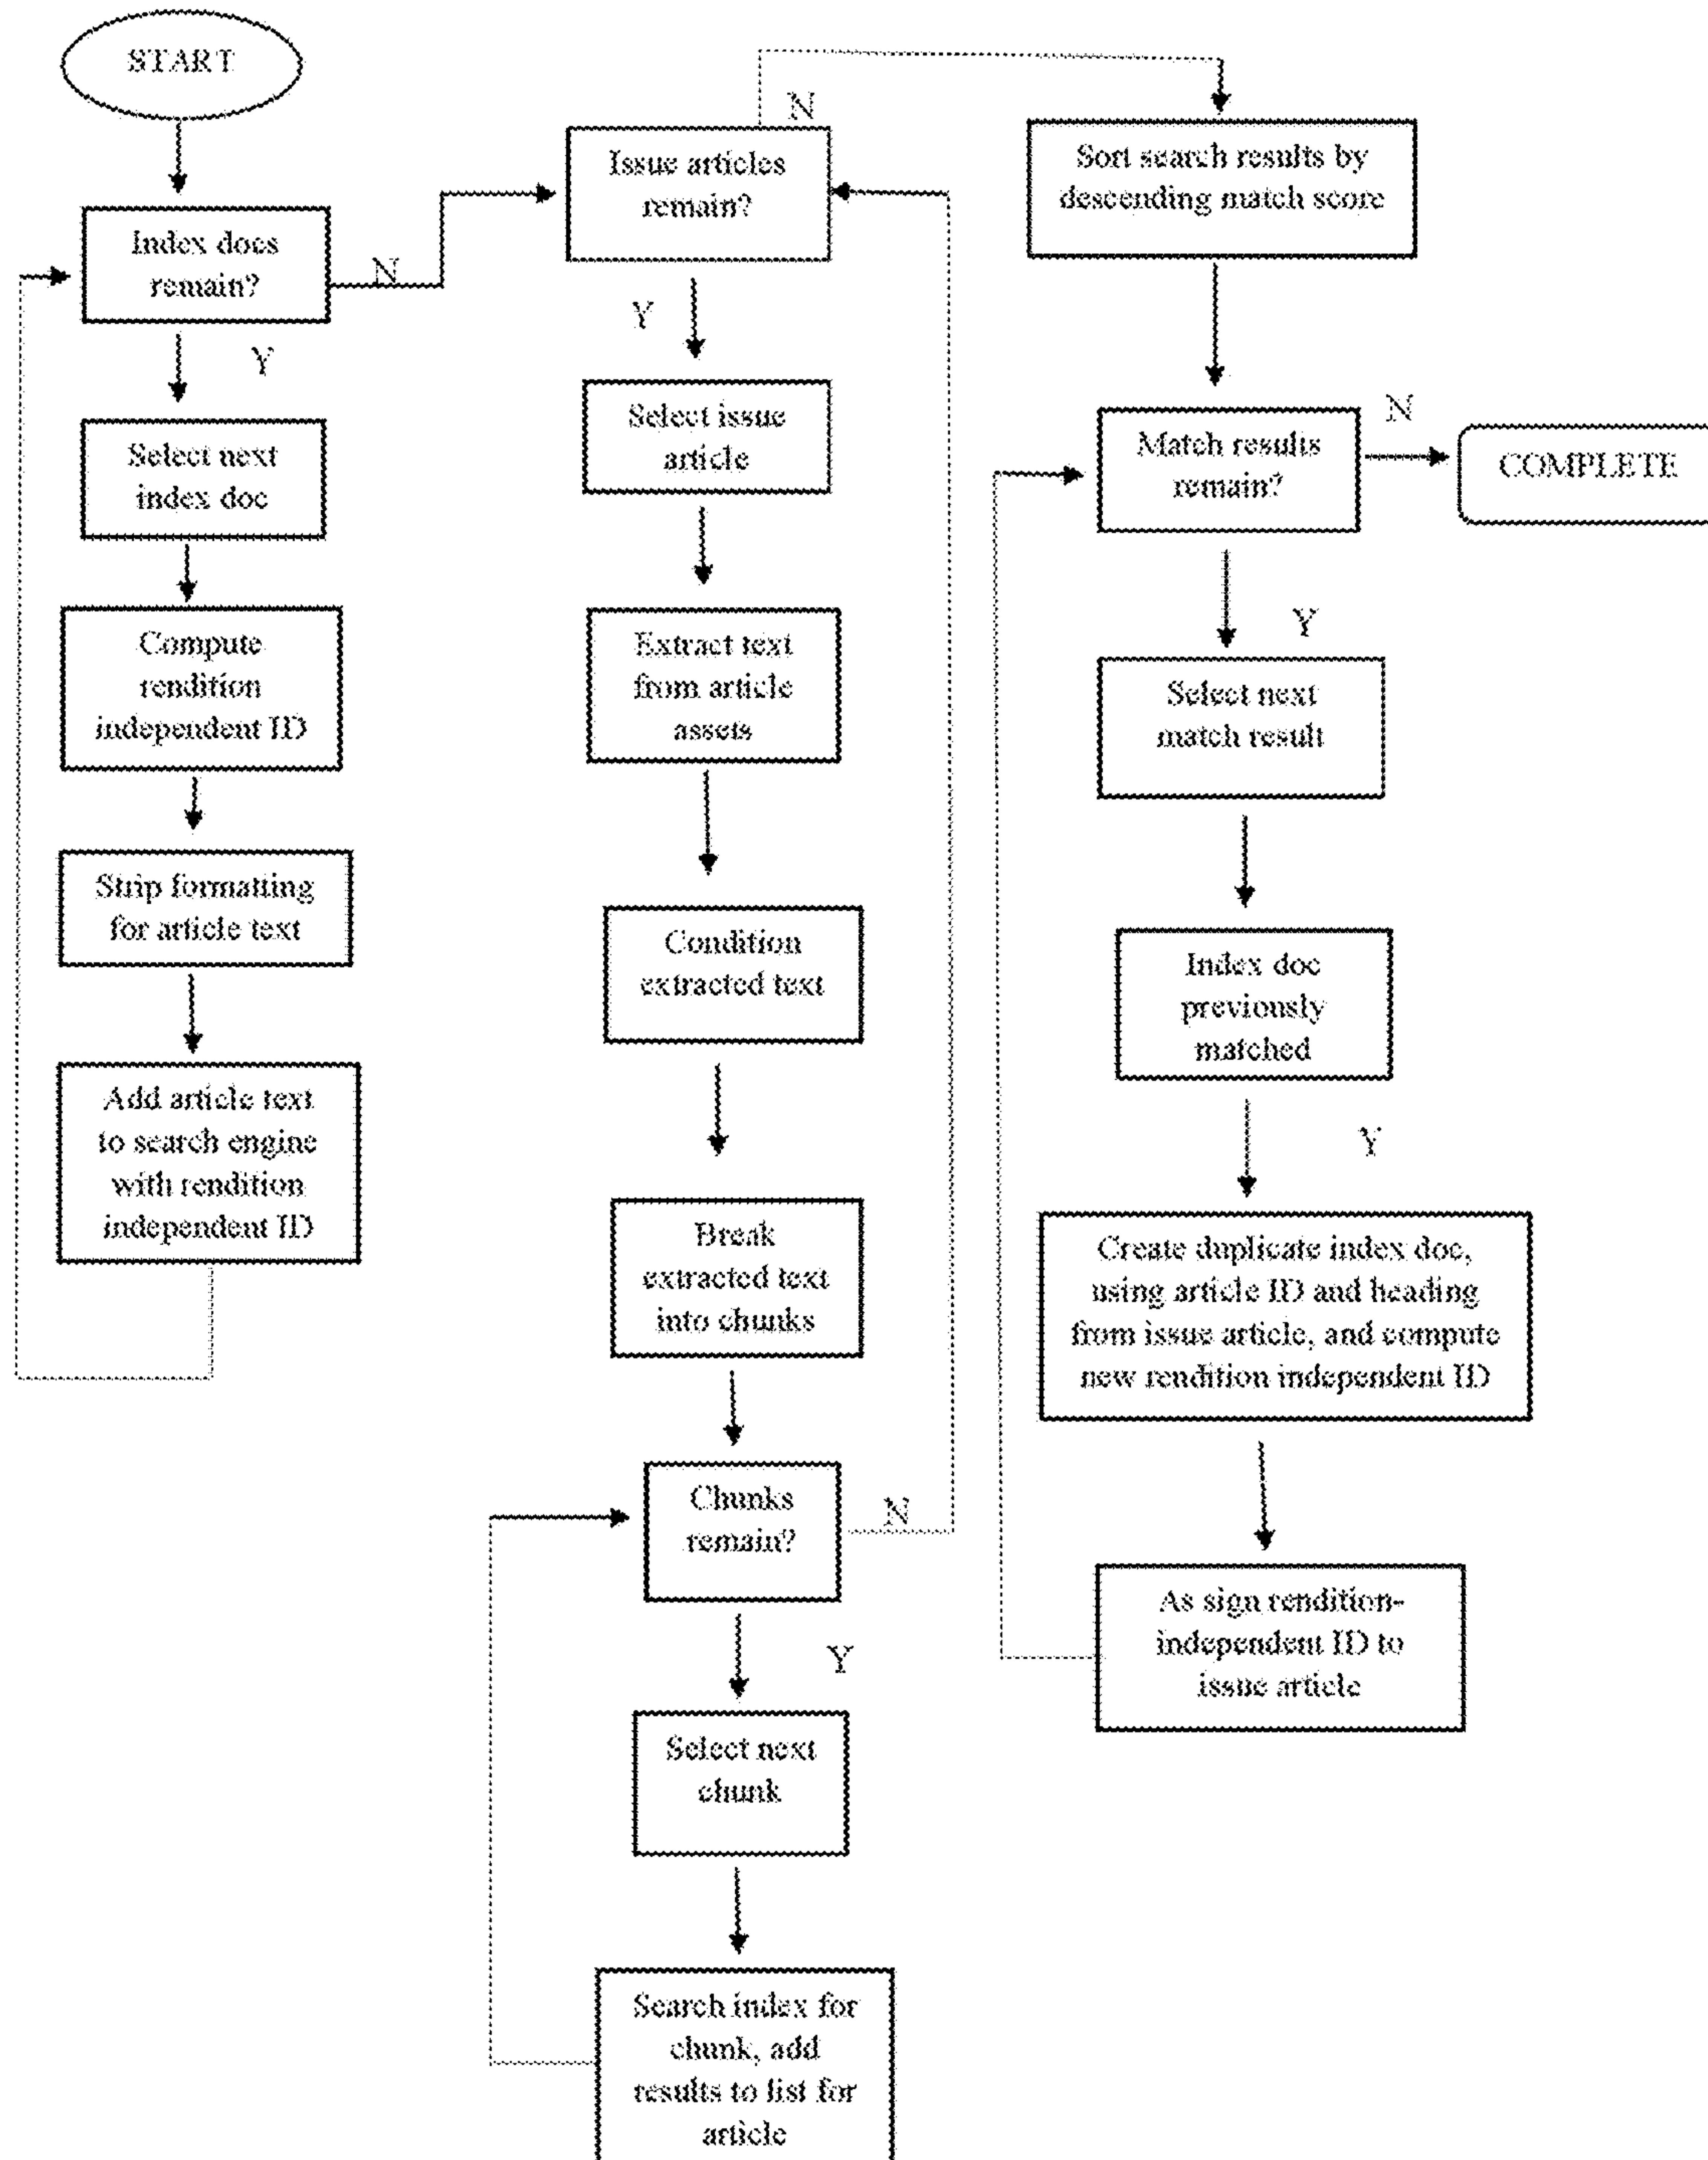 START
Index docs
remain?
N
Y
Select next
index doc
Compute
rendition
independent ID
Strip formatting
for article text
Add article text
to search engine
with rendition
independent ID
N
Issue articles
remain?
Y
Select issue
article
Extract text
from article
assets
Condition
extracted text
Break
extracted text
into chunks
Chunks
remain?
N
Y
Select next
chunk
Search index for
chunk, add
results to list for
article
Sort search results by
descending match score
Match results
remain?
N
COMPLETE
Y
Select next
match result
Index doc
previously
matched
Y
Create duplicate index doc,
using article ID and heading
from issue article, and compute
new rendition independent ID
As sign rendition-
independent ID to
issue article